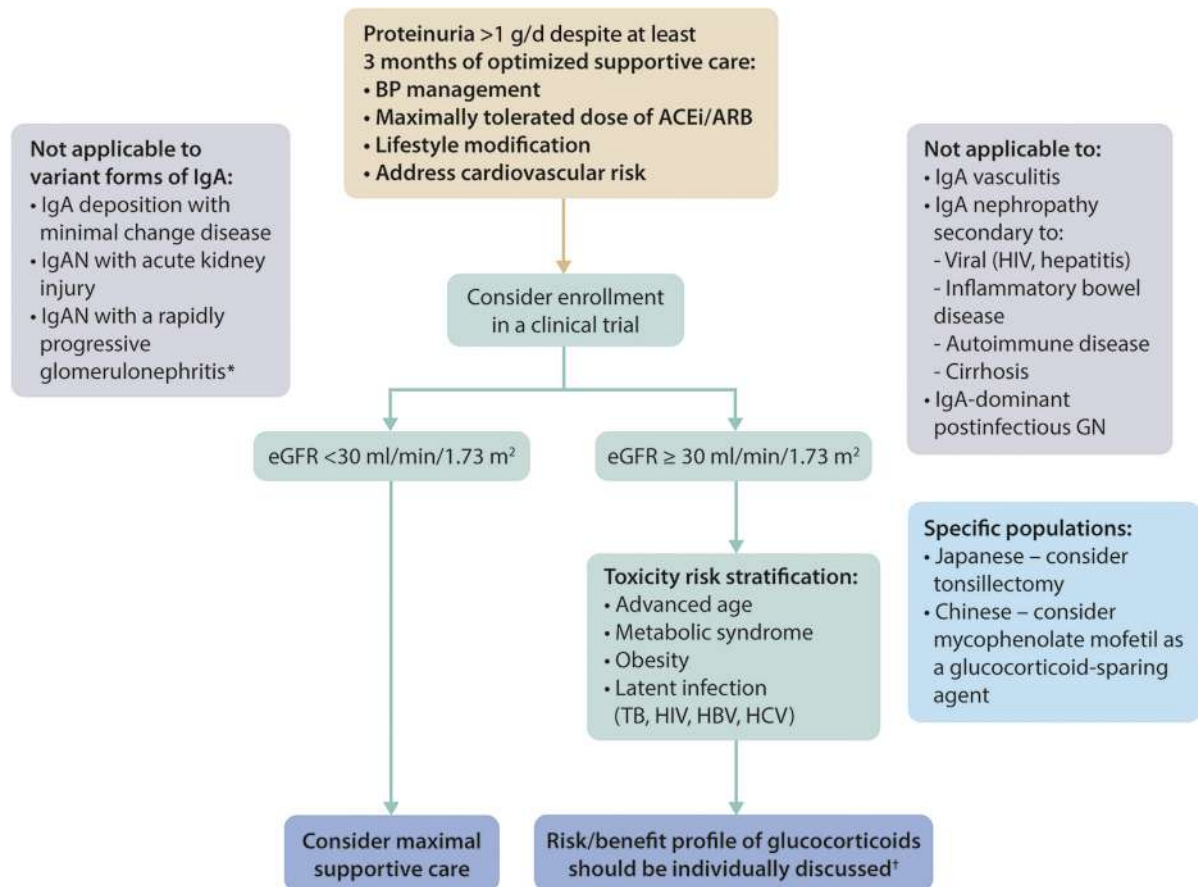 Proteinuria >1 g/d despite at least
3 months of optimized supportive care:
• BP management
• Maximally tolerated dose of ACEi/ARB
• Lifestyle modification
• Address cardiovascular risk
Not applicable to
variant forms of IgA:
• IgA deposition with
minimal change disease
• IgAN with acute kidney
injury
• IgAN with a rapidly
progressive
glomerulonephritis*
Not applicable to:
• IgA vasculitis
• IgA nephropathy
secondary to:
- Viral (HIV, hepatitis)
- Inflammatory bowel
disease
- Autoimmune disease
- Cirrhosis
• IgA-dominant
postinfectious GN
Consider enrollment
in a clinical trial
eGFR <30 ml/min/1.73 m²
eGFR ≥ 30 ml/min/1.73 m²
Toxicity risk stratification:
• Advanced age
• Metabolic syndrome
• Obesity
• Latent infection
(TB, HIV, HBV, HCV)
Specific populations:
• Japanese – consider
tonsillectomy
• Chinese – consider
mycophenolate mofetil as
a glucocorticoid-sparing
agent
Consider maximal
supportive care
Risk/benefit profile of glucocorticoids
should be individually discussed†